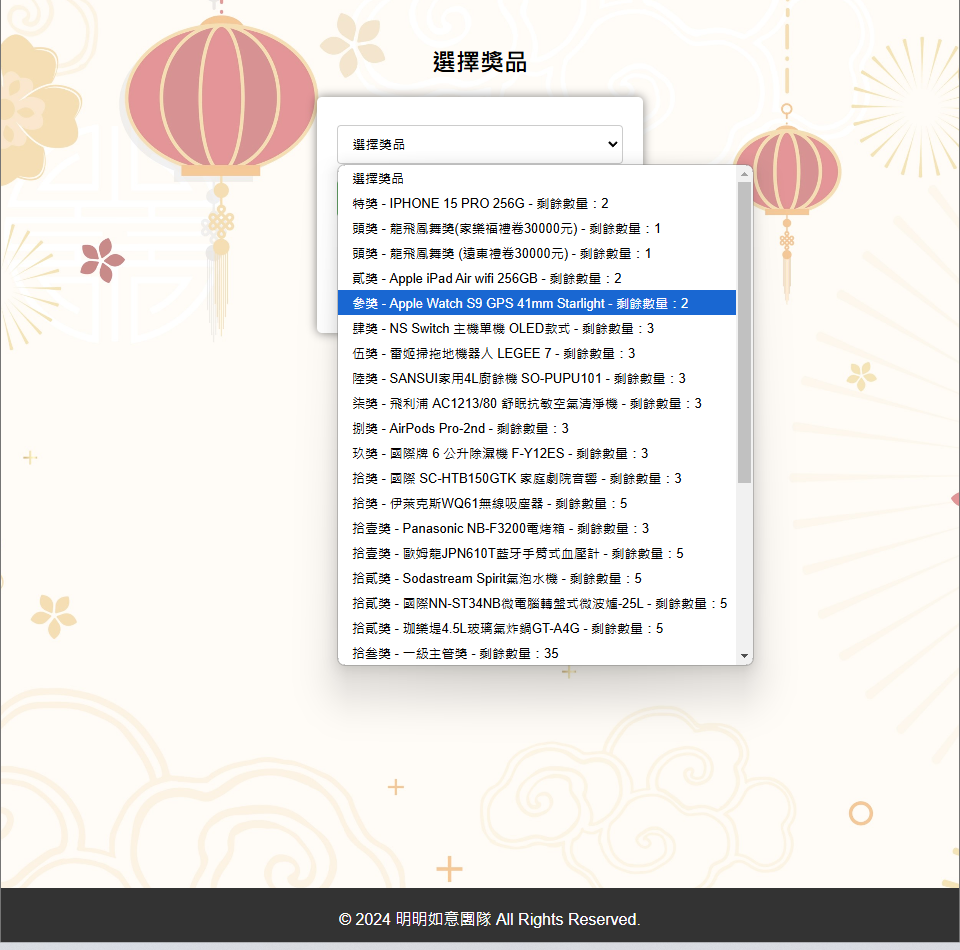 選擇獎品
選擇獎品
選擇獎品
特獎 - IPHONE 15 PRO 256G - 剩餘數量：2
頭獎 - 龍飛鳳舞獎(家樂福禮卷30000元) - 剩餘數量：1
頭獎 - 龍飛鳳舞獎 (遠東禮卷30000元) - 剩餘數量：1
貳獎 - Apple iPad Air wifi 256GB - 剩餘數量：2
參獎 - Apple Watch S9 GPS 41mm Starlight - 剩餘數量：2
肆獎 - NS Switch 主機單機 OLED款式 - 剩餘數量：3
伍獎 - 雷姬掃拖地機器人 LEGEE 7 - 剩餘數量：3
陸獎 - SANSUI家用4L廚餘機 SO-PUPU101 - 剩餘數量：3
柒獎 - 飛利浦 AC1213/80 舒眠抗敏空氣清淨機 - 剩餘數量：3
捌獎 - AirPods Pro-2nd - 剩餘數量：3
玖獎 - 國際牌 6 公升除濕機 F-Y12ES - 剩餘數量：3
拾獎 - 國際 SC-HTB150GTK 家庭劇院音響 - 剩餘數量：3
拾獎 - 伊萊克斯WQ61無線吸塵器 - 剩餘數量：5
拾壹獎 - Panasonic NB-F3200電烤箱 - 剩餘數量：3
拾壹獎 - 歐姆龍JPN610T藍牙手臂式血壓計 - 剩餘數量：5
拾貳獎 - Sodastream Spirit氣泡水機 - 剩餘數量：5
拾貳獎 - 國際NN-ST34NB微電腦轉盤式微波爐-25L - 剩餘數量：5
拾貳獎 - 珈樂堤4.5L玻璃氣炸鍋GT-A4G - 剩餘數量：5
拾叁獎 - 一級主管獎 - 剩餘數量：35
© 2024 明明如意團隊 All Rights Reserved.